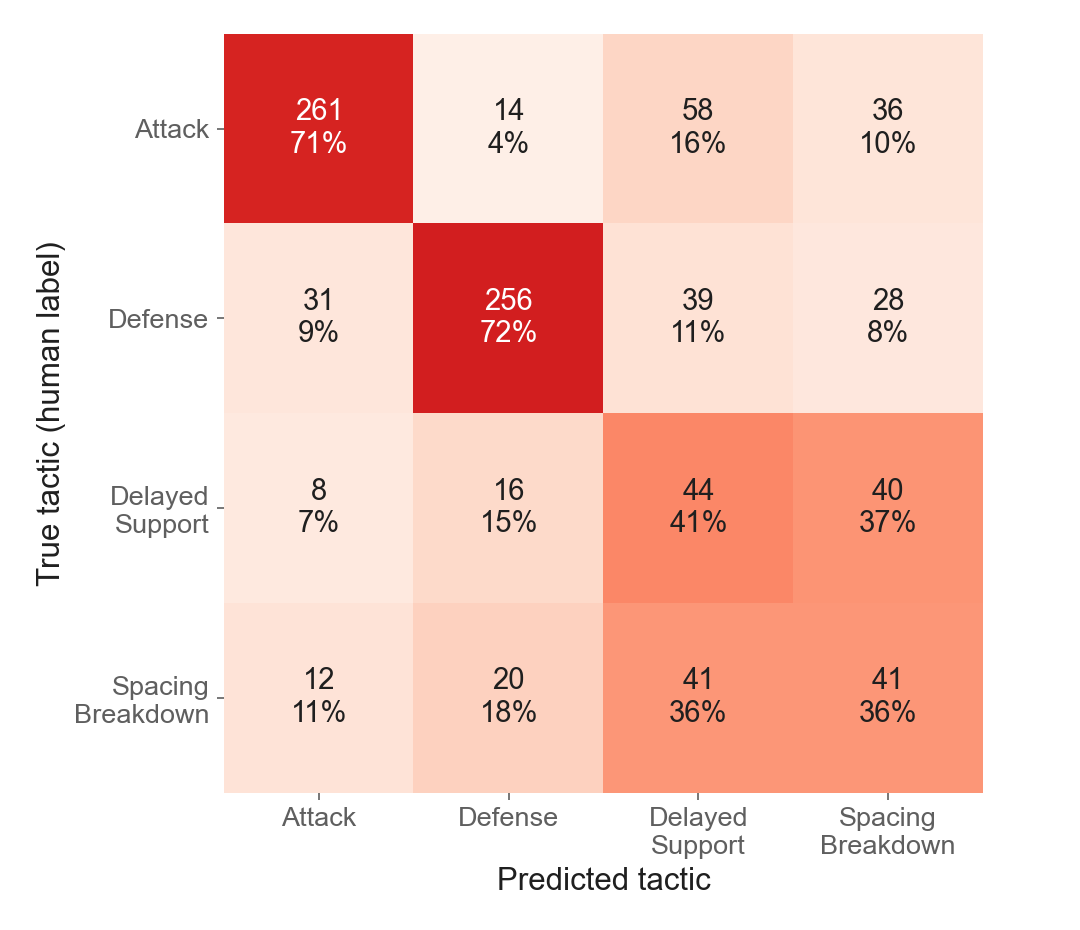 True tactic (human label)
Attack
261
71%
14
4%
58
16%
36
10%
Defense
31
9%
256
72%
39
11%
28
8%
Delayed
Support
8
7%
16
15%
44
41%
40
37%
Spacing
Breakdown
12
11%
20
18%
41
36%
41
36%
Attack
Defense
Delayed
Support
Spacing
Breakdown
Predicted tactic